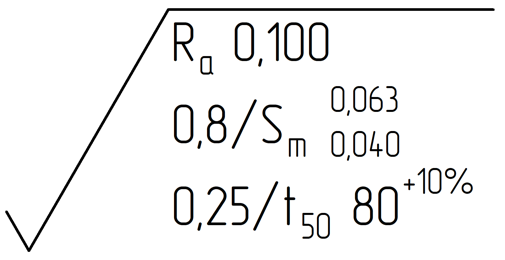 Rₐ 0,100
0,8/Sₘ 0,063 0,040
0,25/t₅₀ 80⁺¹⁰%